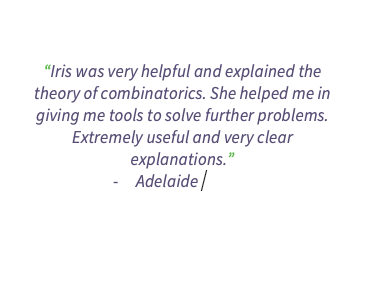 “Iris was very helpful and explained the
theory of combinatorics. She helped me in
giving me tools to solve further problems.
Extremely useful and very clear
explanations.”
- Adelaide